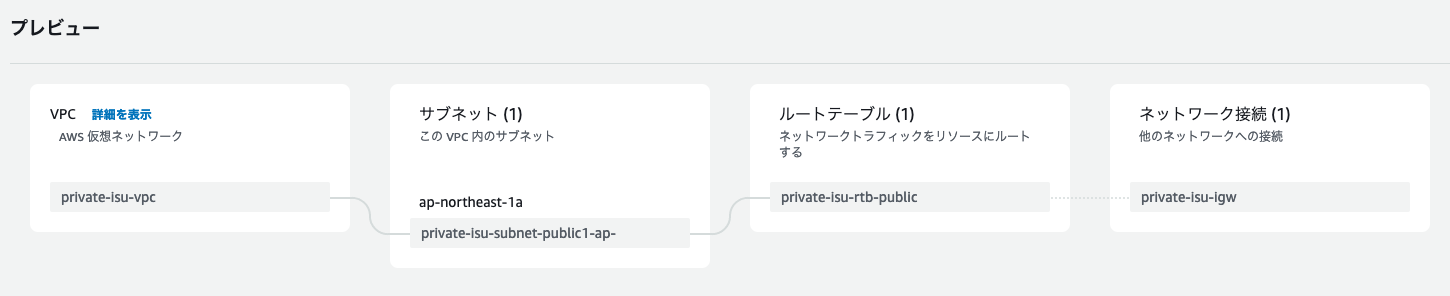 プレビュー
VPC 詳細を表示
AWS 仮想ネットワーク
private-isu-vpc
サブネット (1)
この VPC 内のサブネット
ap-northeast-1a
private-isu-subnet-public1-ap-
ルートテーブル (1)
ネットワークトラフィックをリソースにルート
する
private-isu-rtb-public
ネットワーク接続 (1)
他のネットワークへの接続
private-isu-igw